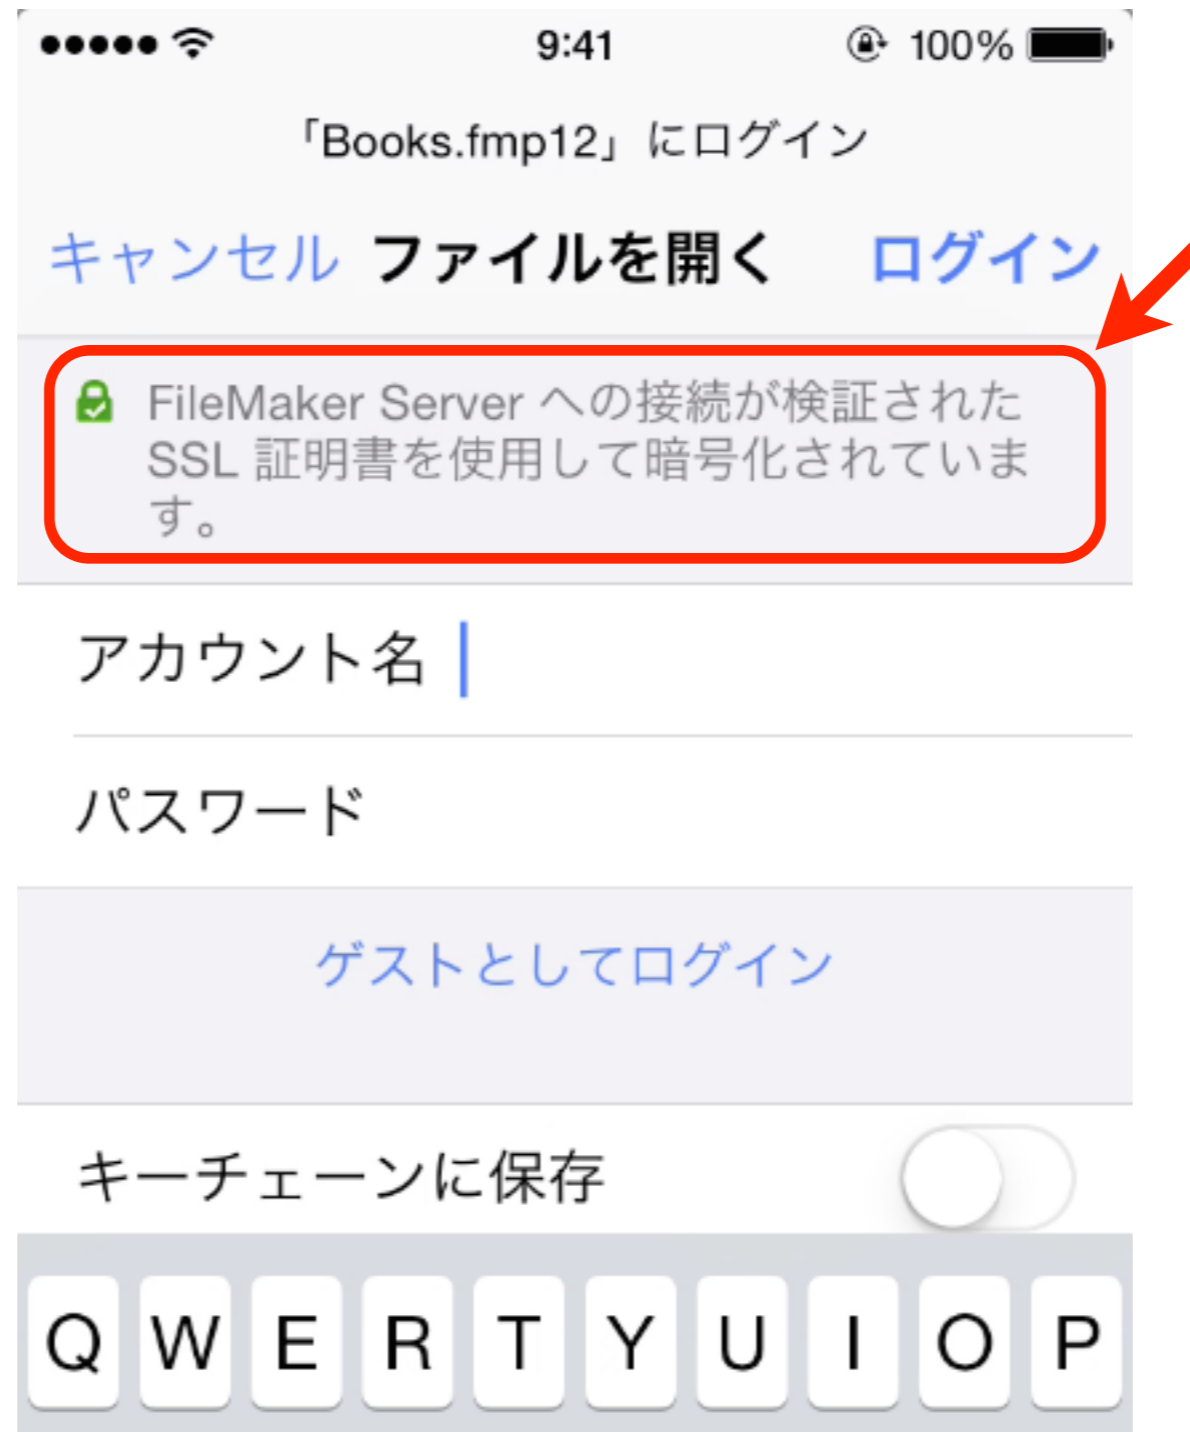 9:41
100%
「Books.fmp12」にログイン
キャンセル ファイルを開く ログイン
FileMaker Server への接続が検証された
SSL 証明書を使用して暗号化されていま
す。
アカウント名
パスワード
ゲストとしてログイン
キーチェーンに保存
Q W E R T Y U I O P